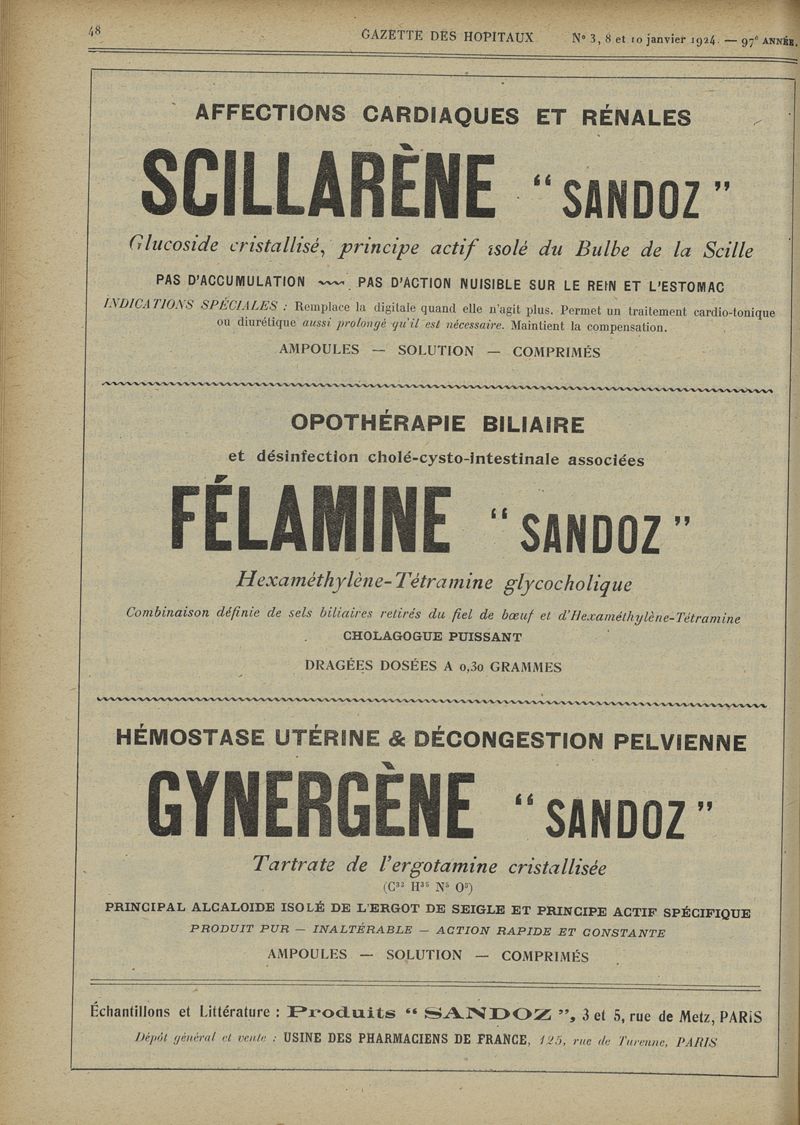 48
GAZETTE DES HOPITAUX
N° 3, 8 et 10 janvier 1924. — 97e ANNÉE.
AFFECTIONS CARDIAQUES ET RÉNALES
SCILLARÈNE “SANDOZ”
Glucoside cristallisé, principe actif isolé du Bulbe de la Scille
PAS D'ACCUMULATION ~~~ PAS D'ACTION NUISIBLE SUR LE REIN ET L'ESTOMAC
INDICATIONS SPÉCIALES : Remplace la digitale quand elle n'agit plus. Permet un traitement cardio-tonique
ou diurétique aussi prolongé qu'il est nécessaire. Maintient la compensation.
AMPOULES — SOLUTION — COMPRIMÉS
OPOTHÉRAPIE BILIAIRE
et désinfection cholé-cysto-intestinale associées
FÉLAMINE “SANDOZ”
Hexaméthylène-Tétramine glycocholique
Combinaison définie de sels biliaires retirés du fiel de bœuf et d'Hexaméthylène-Tétramine
CHOLAGOGUE PUISSANT
DRAGÉES DOSÉES A 0,30 GRAMMES
HÉMOSTASE UTÉRINE & DÉCONGESTION PELVIENNE
GYNERGÈNE “SANDOZ”
Tartrate de l'ergotamine cristallisée
(C³² H³⁵ N⁵ O⁵)
PRINCIPAL ALCALOIDE ISOLÉ DE L'ERGOT DE SEIGLE ET PRINCIPE ACTIF SPÉCIFIQUE
PRODUIT PUR — INALTÉRABLE — ACTION RAPIDE ET CONSTANTE
AMPOULES — SOLUTION — COMPRIMÉS
Échantillons et Littérature : Produits “SANDOZ”, 3 et 5, rue de Metz, PARIS
Dépôt général et vente : USINE DES PHARMACIENS DE FRANCE, 125, rue de Turenne, PARIS